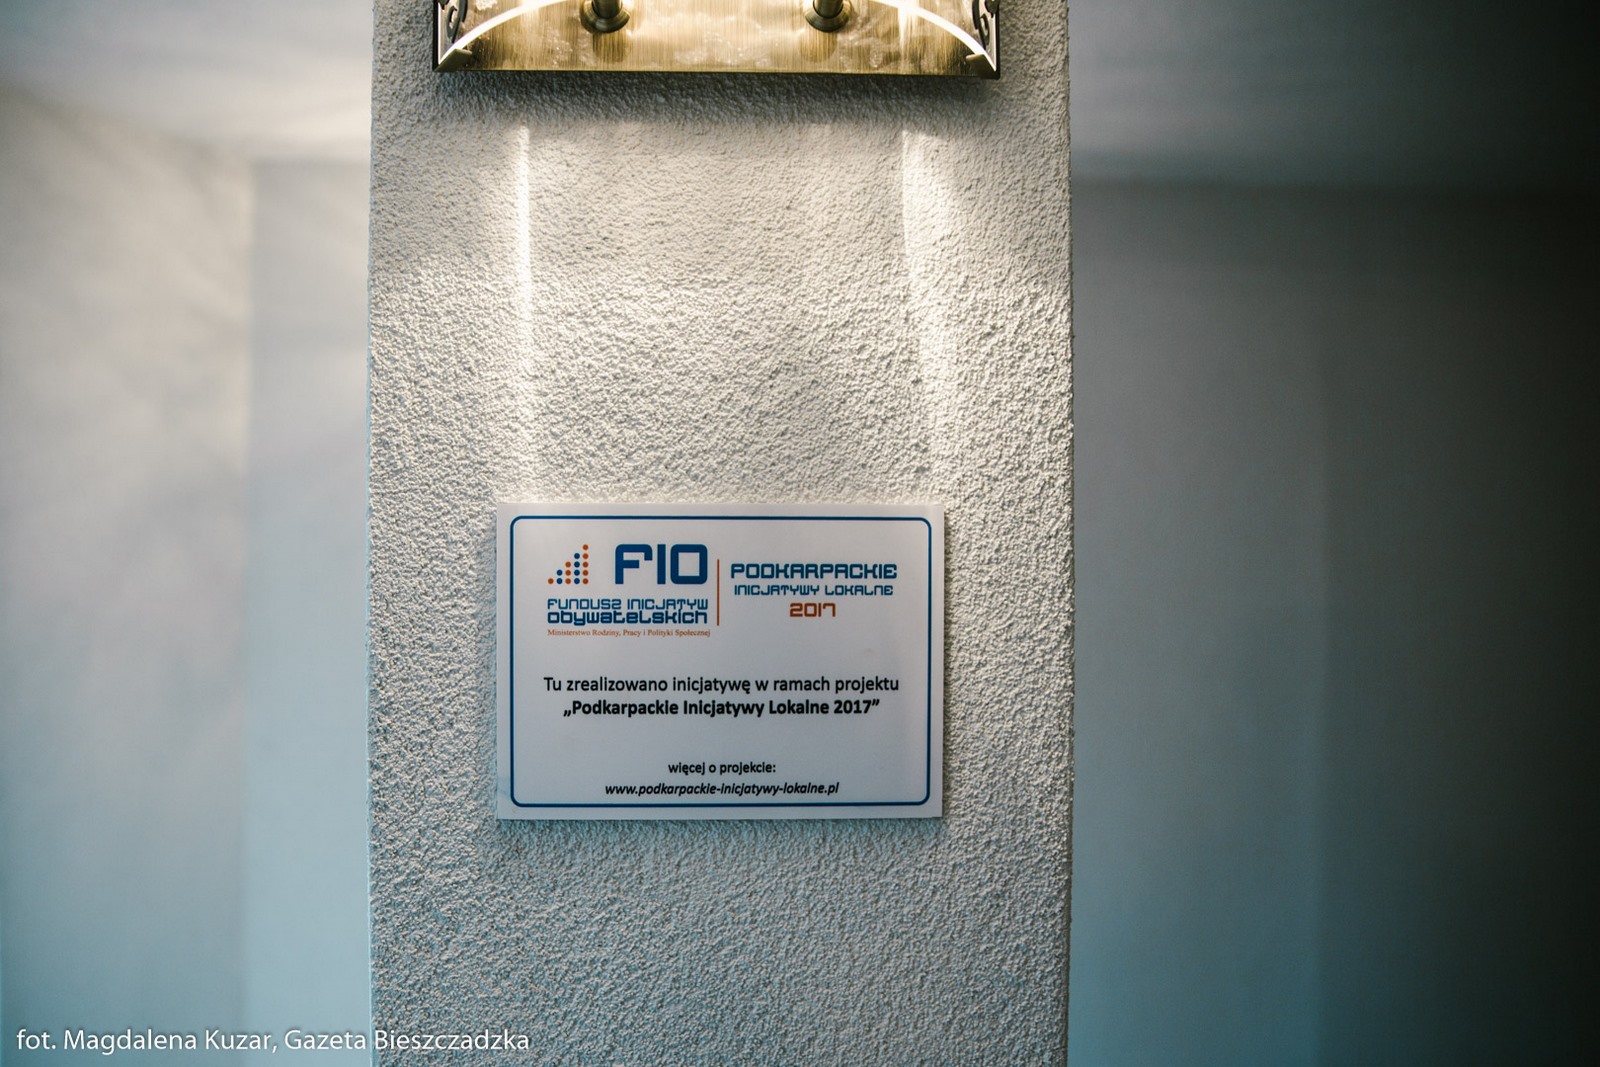 FIO
FUNDUSZ INICJATYW
obywatelskich
Ministerstwo Rodziny, Pracy i Polityki Społecznej
PODKARPACKIE
INICJATYWY LOKALNE
2017
Tu zrealizowano inicjatywę w ramach projektu
„Podkarpackie Inicjatywy Lokalne 2017”
więcej o projekcie:
www.podkarpackie-inicjatywy-lokalne.pl
fot. Magdalena Kuzar, Gazeta Bieszczadzka